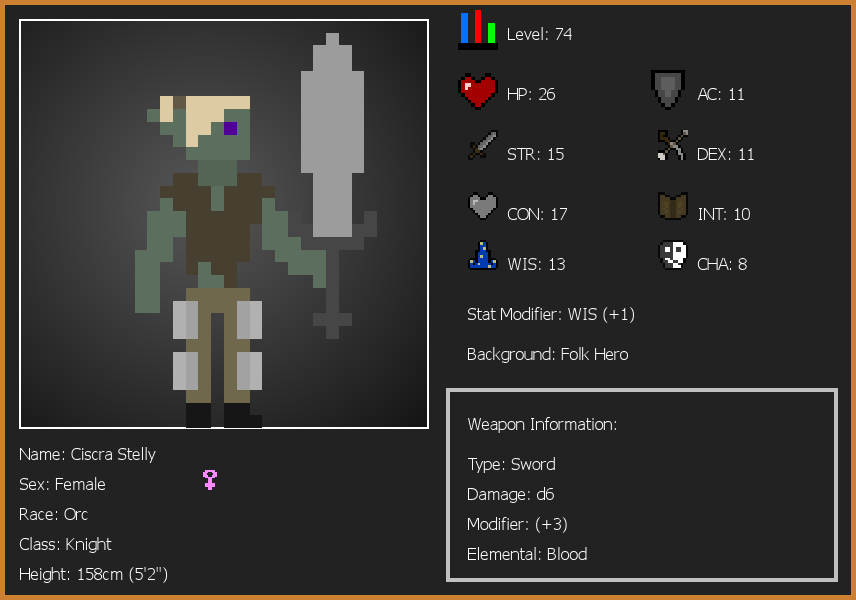 Level: 74
HP: 26
AC: 11
STR: 15
DEX: 11
CON: 17
INT: 10
WIS: 13
CHA: 8
Stat Modifier: WIS (+1)
Background: Folk Hero
Weapon Information:
Type: Sword
Damage: d6
Modifier: (+3)
Elemental: Blood
Name: Ciscra Stelly
Sex: Female
Race: Orc
Class: Knight
Height: 158cm (5'2")